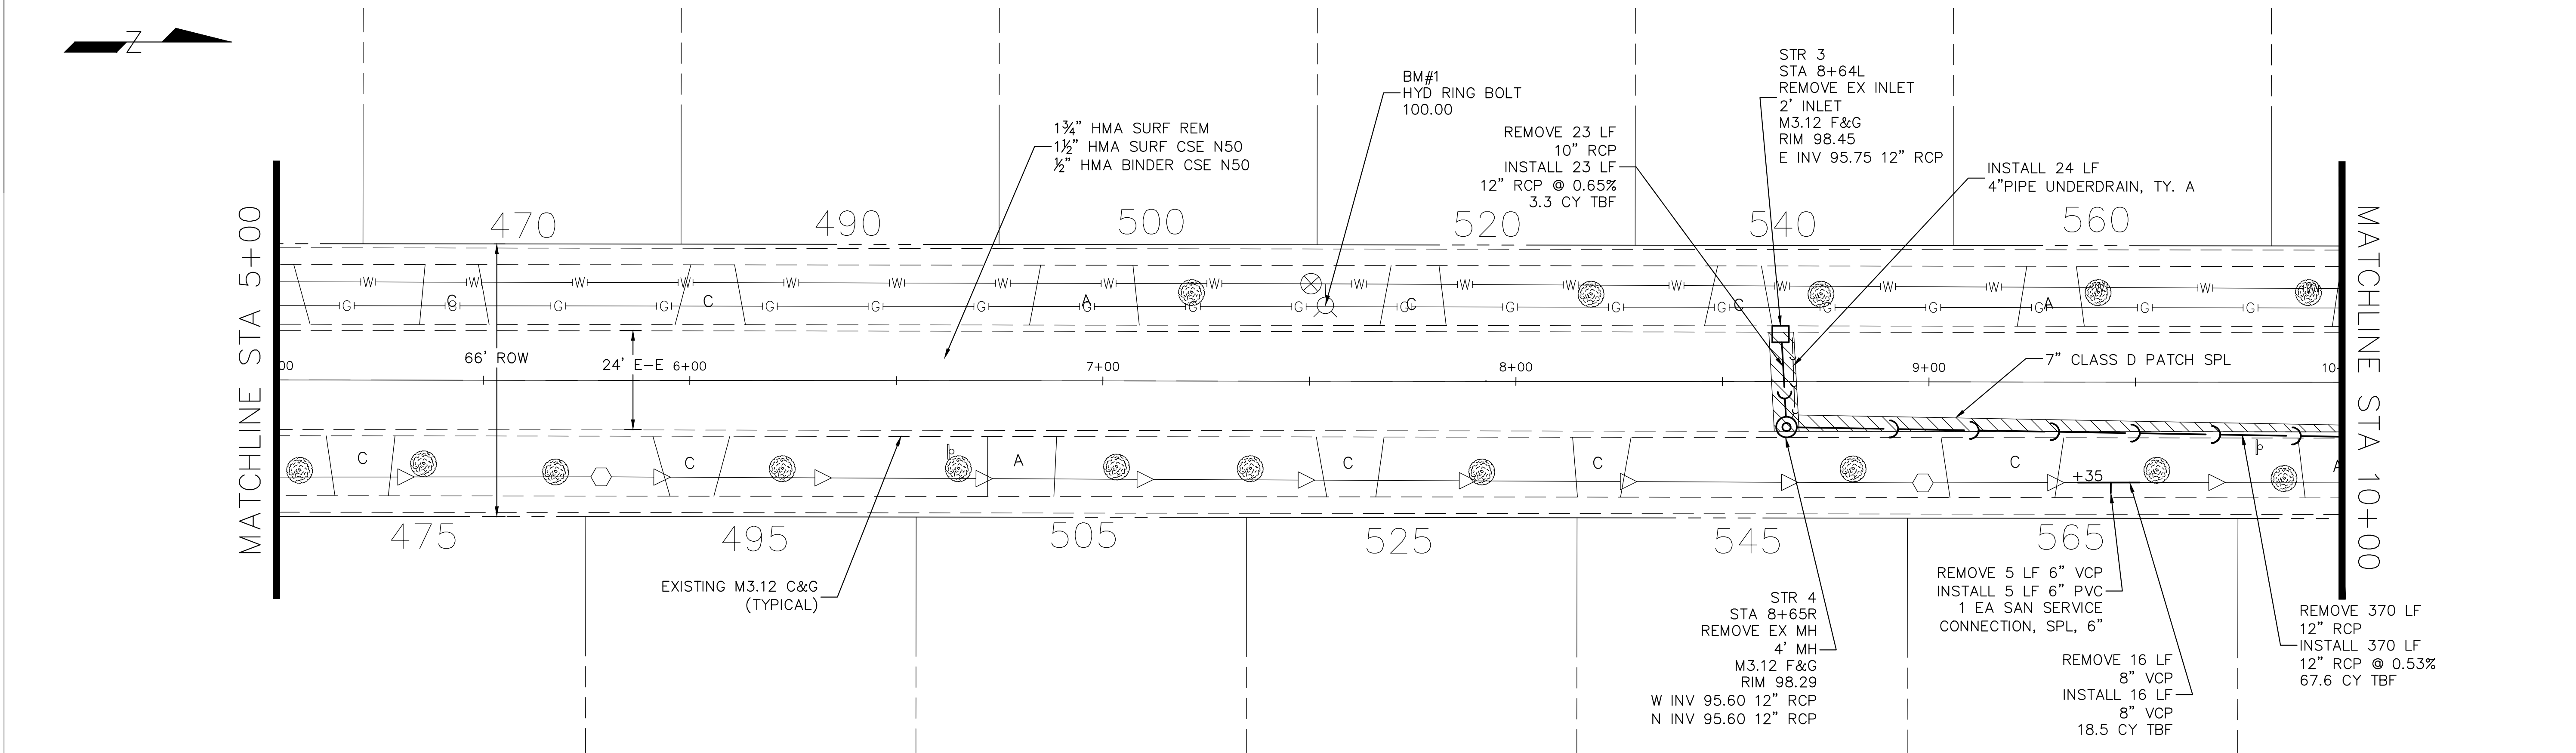 Z
STR 3
STA 8+64L
REMOVE EX INLET
2' INLET
M3.12 F&G
RIM 98.45
E INV 95.75 12" RCP
BM#1
HYD RING BOLT
100.00
1¾" HMA SURF REM
1½" HMA SURF CSE N50
½" HMA BINDER CSE N50
REMOVE 23 LF
10" RCP
INSTALL 23 LF
12" RCP @ 0.65%
3.3 CY TBF
INSTALL 24 LF
4"PIPE UNDERDRAIN, TY. A
470
490
500
520
540
560
MATCHLINE STA 5+00
MATCHLINE STA 10+00
W W W W W W W W W W W W W W W W W W
G G G G G G G G G G G G G G G G G G G
C C A C C A
66' ROW
24' E-E
00 6+00 7+00 8+00 9+00 10+
7" CLASS D PATCH SPL
C C A C C C A
+35
475
495
505
525
545
565
EXISTING M3.12 C&G
(TYPICAL)
STR 4
STA 8+65R
REMOVE EX MH
4' MH
M3.12 F&G
RIM 98.29
W INV 95.60 12" RCP
N INV 95.60 12" RCP
REMOVE 5 LF 6" VCP
INSTALL 5 LF 6" PVC
1 EA SAN SERVICE
CONNECTION, SPL, 6"
REMOVE 16 LF
8" VCP
INSTALL 16 LF
8" VCP
18.5 CY TBF
REMOVE 370 LF
12" RCP
INSTALL 370 LF
12" RCP @ 0.53%
67.6 CY TBF